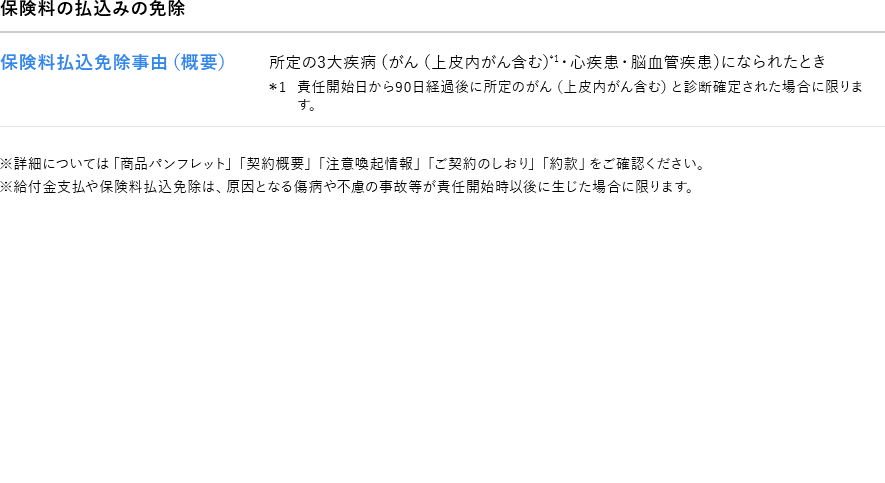 保険料の払込みの免除
保険料払込免除事由（概要）
所定の3大疾病（がん（上皮内がん含む）*1・心疾患・脳血管疾患）になられたとき
*1 責任開始日から90日経過後に所定のがん（上皮内がん含む）と診断確定された場合に限りま
す。
※詳細については「商品パンフレット」「契約概要」「注意喚起情報」「ご契約のしおり」「約款」をご確認ください。
※給付金支払や保険料払込免除は、原因となる傷病や不慮の事故等が責任開始時以後に生じた場合に限ります。